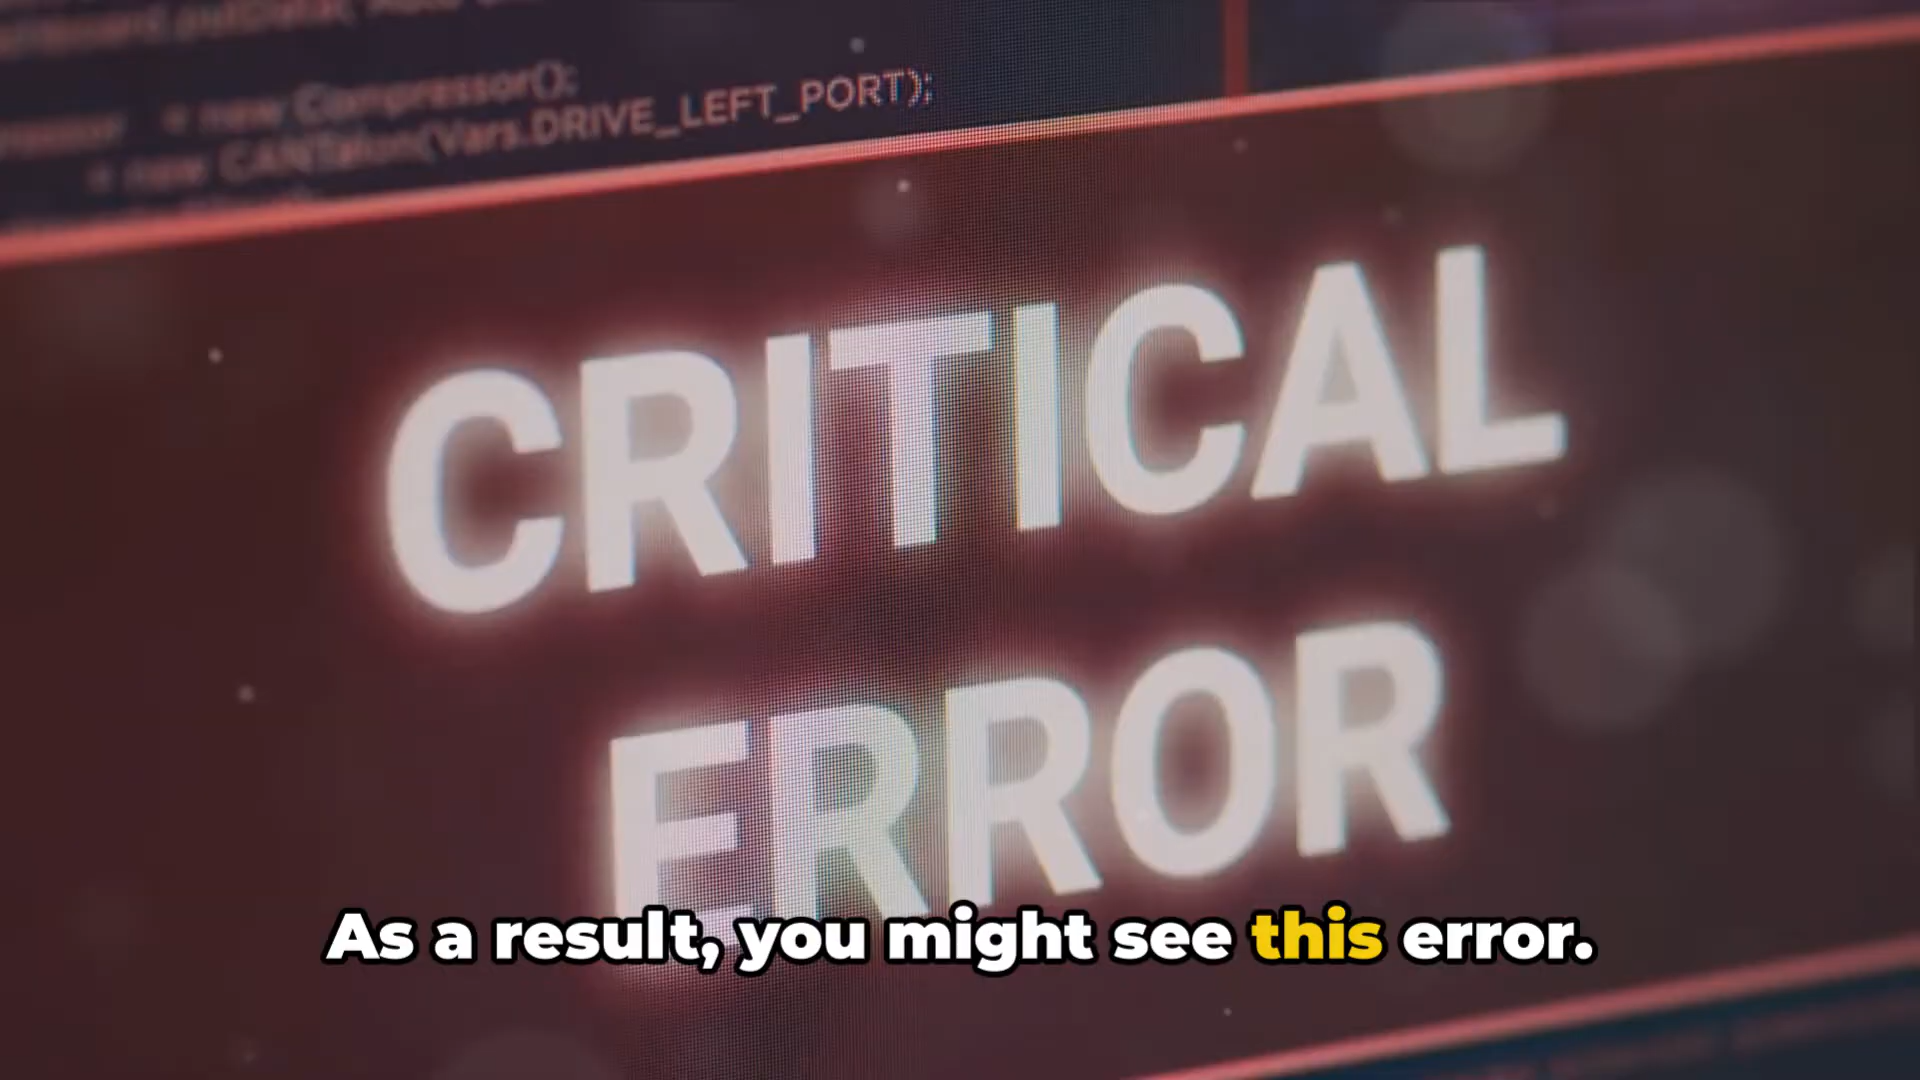 = new Compressor();
= new CANTalon(Vars.DRIVE_LEFT_PORT);
CRITICAL
ERROR
As a result, you might see this error.